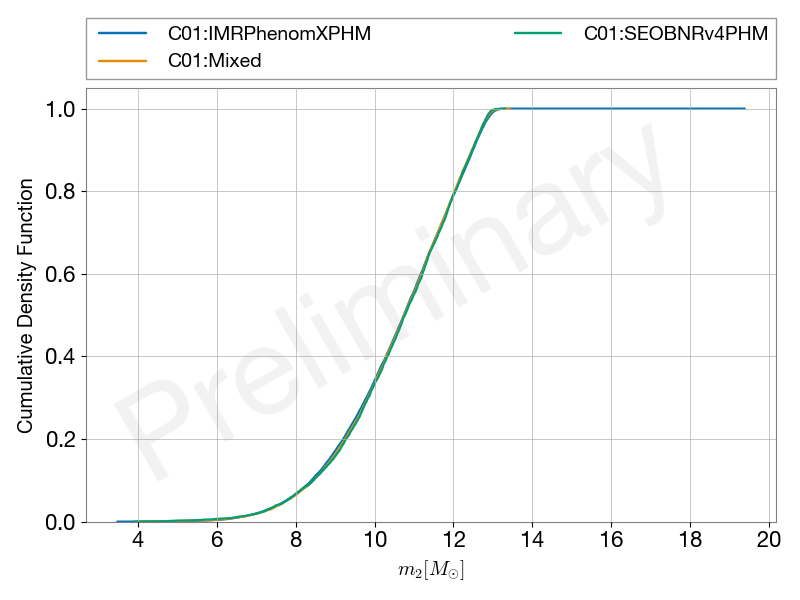 C01:IMRPhenomXPHM
C01:Mixed
C01:SEOBNRv4PHM
Preliminary
Cumulative Density Function
1.0
0.8
0.6
0.4
0.2
0.0
4 6 8 10 12 14 16 18 20
m₂[M⊙]